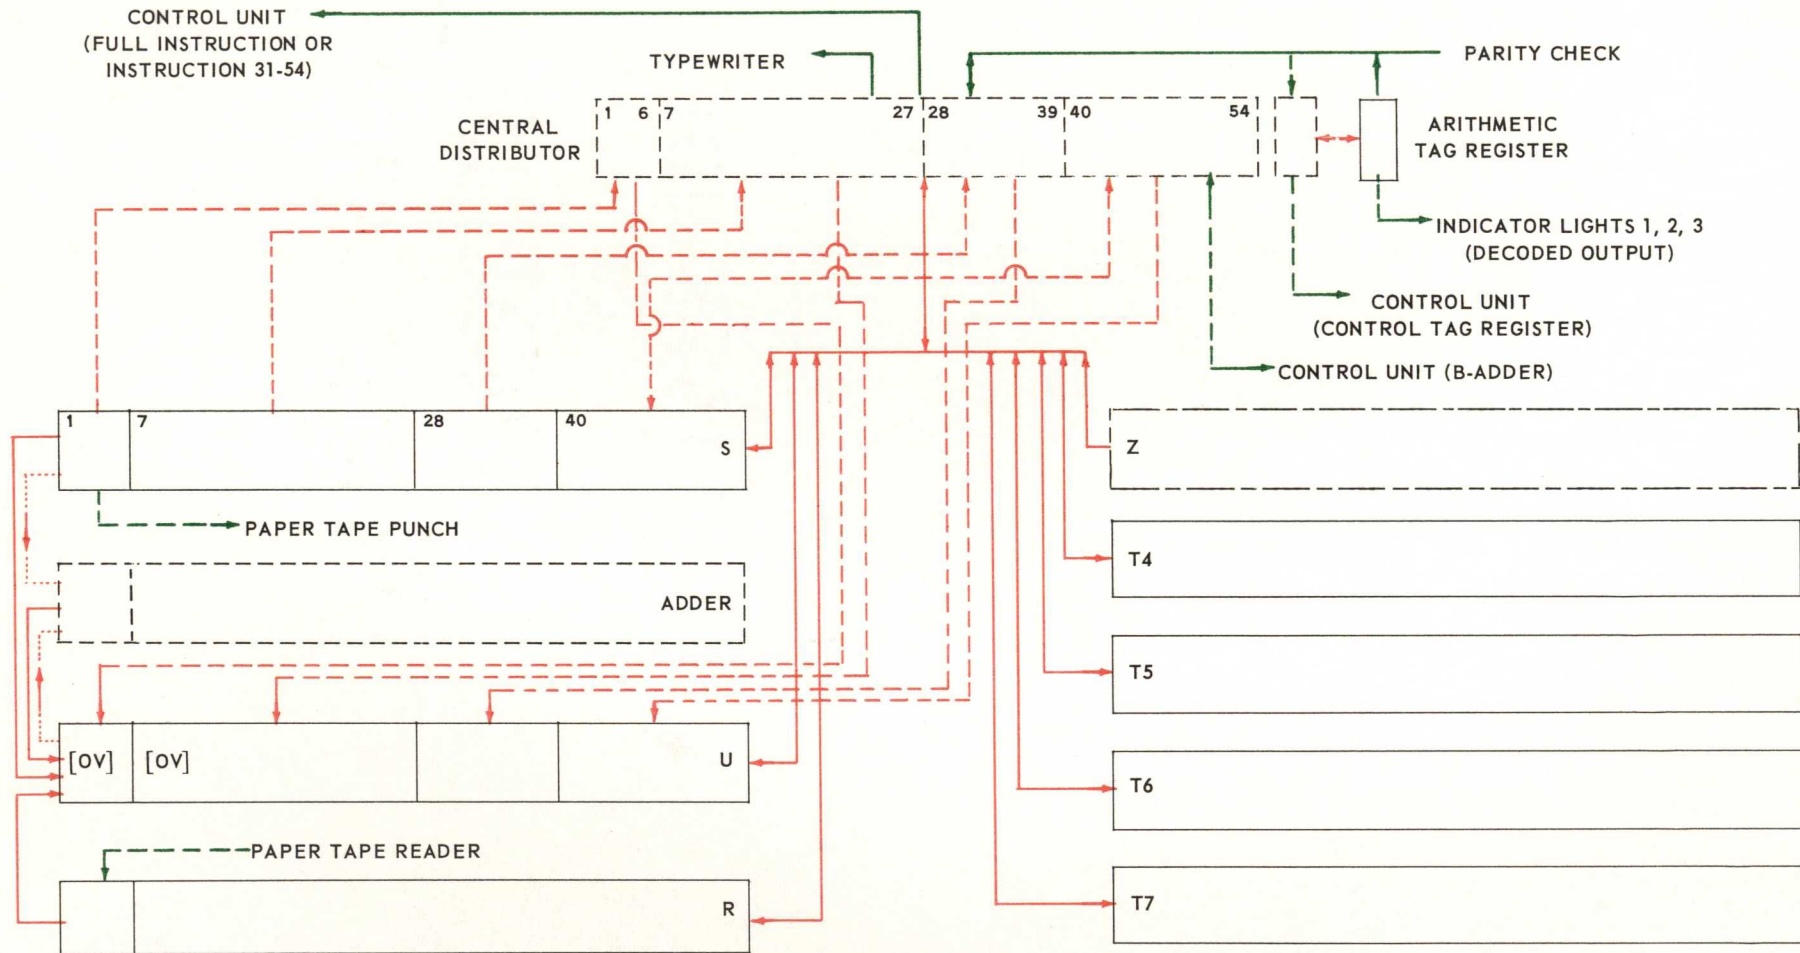 CONTROL UNIT
(FULL INSTRUCTION OR
INSTRUCTION 31-54)
TYPEWRITER
PARITY CHECK
CENTRAL
DISTRIBUTOR
1 6 7 27 28 39 40 54
ARITHMETIC
TAG REGISTER
INDICATOR LIGHTS 1, 2, 3
(DECODED OUTPUT)
CONTROL UNIT
(CONTROL TAG REGISTER)
CONTROL UNIT (B-ADDER)
1 7 28 40
S
Z
PAPER TAPE PUNCH
T4
ADDER
T5
[OV] [OV] U
T6
PAPER TAPE READER
R
T7